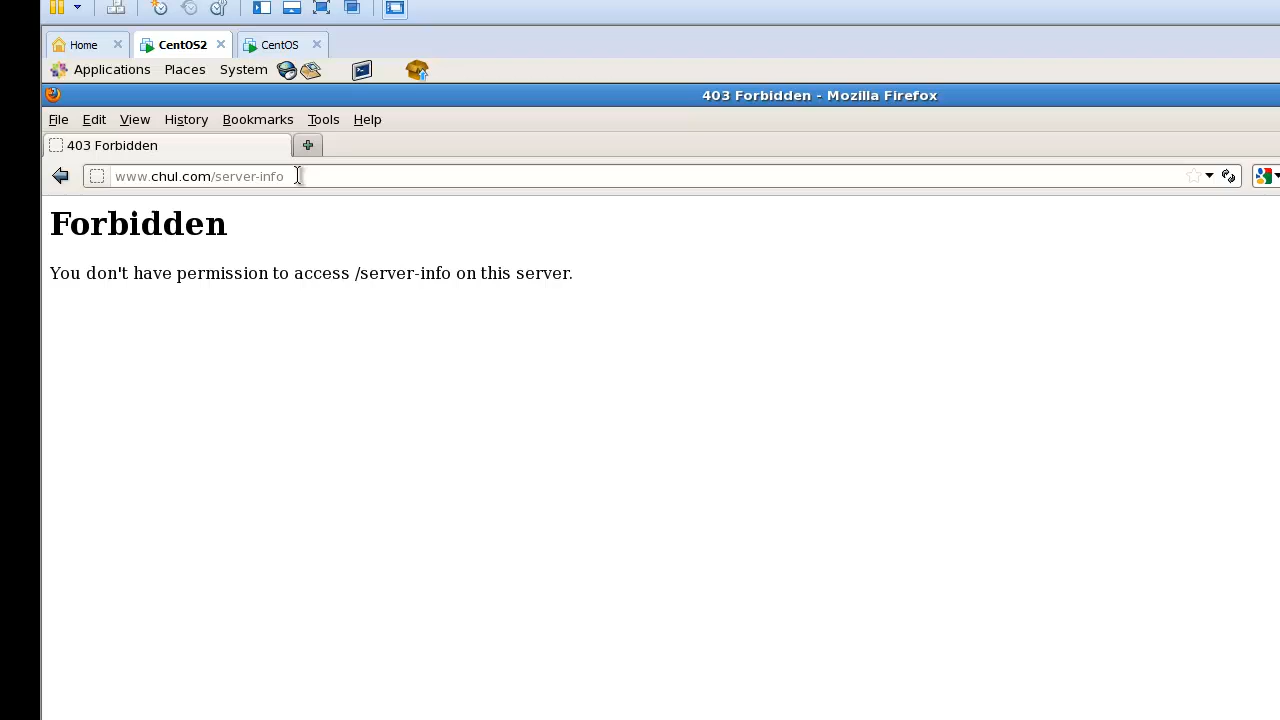 Home
CentOS2
CentOS
Applications Places System
403 Forbidden - Mozilla Firefox
File Edit View History Bookmarks Tools Help
403 Forbidden
www.chul.com/server-info
Forbidden
You don't have permission to access /server-info on this server.